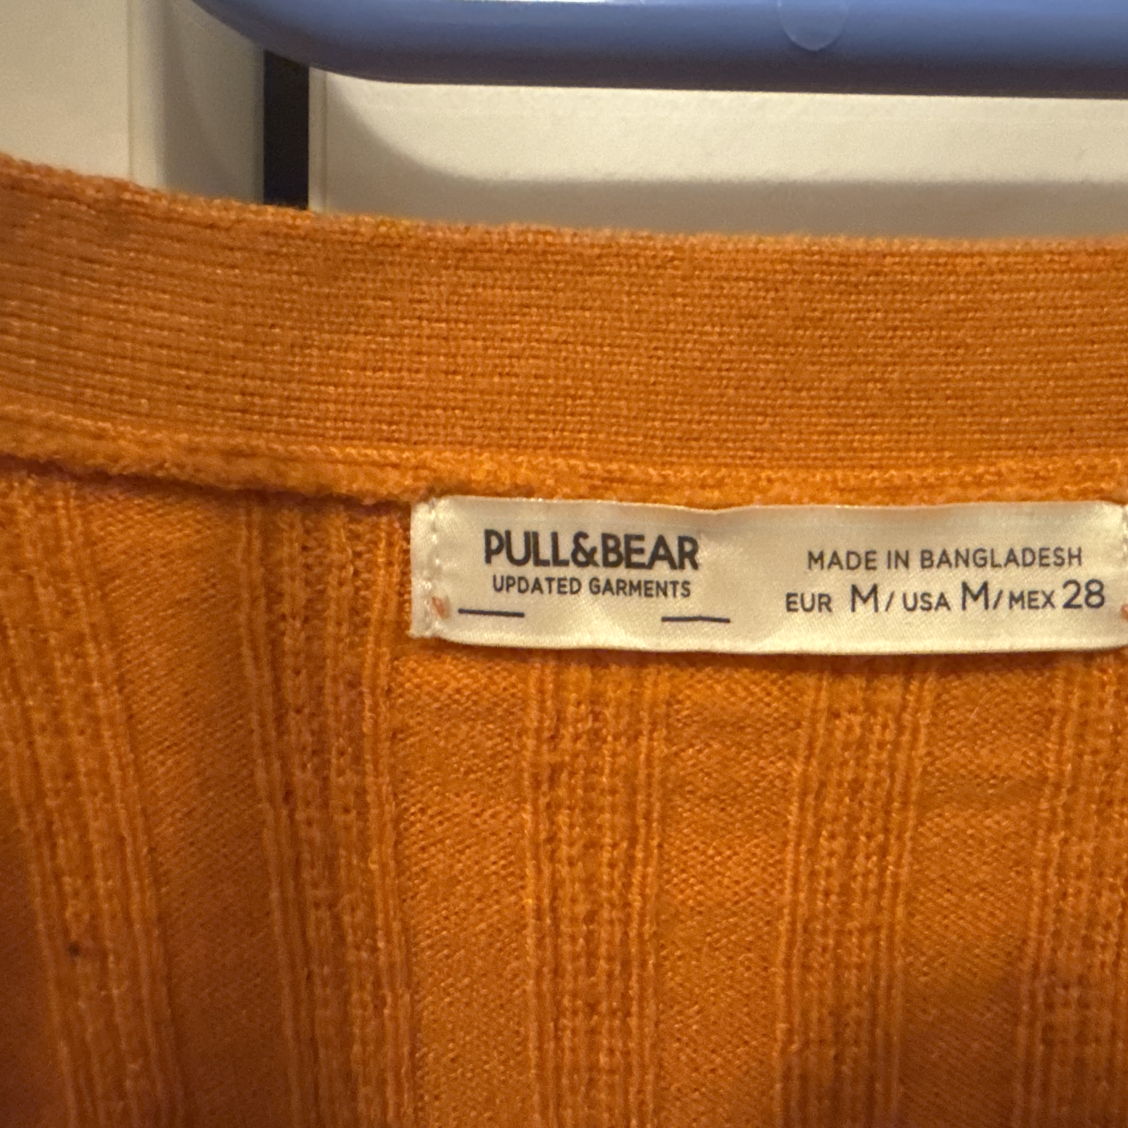 PULL&BEAR
UPDATED GARMENTS
MADE IN BANGLADESH
EUR M/USA M/MEX 28